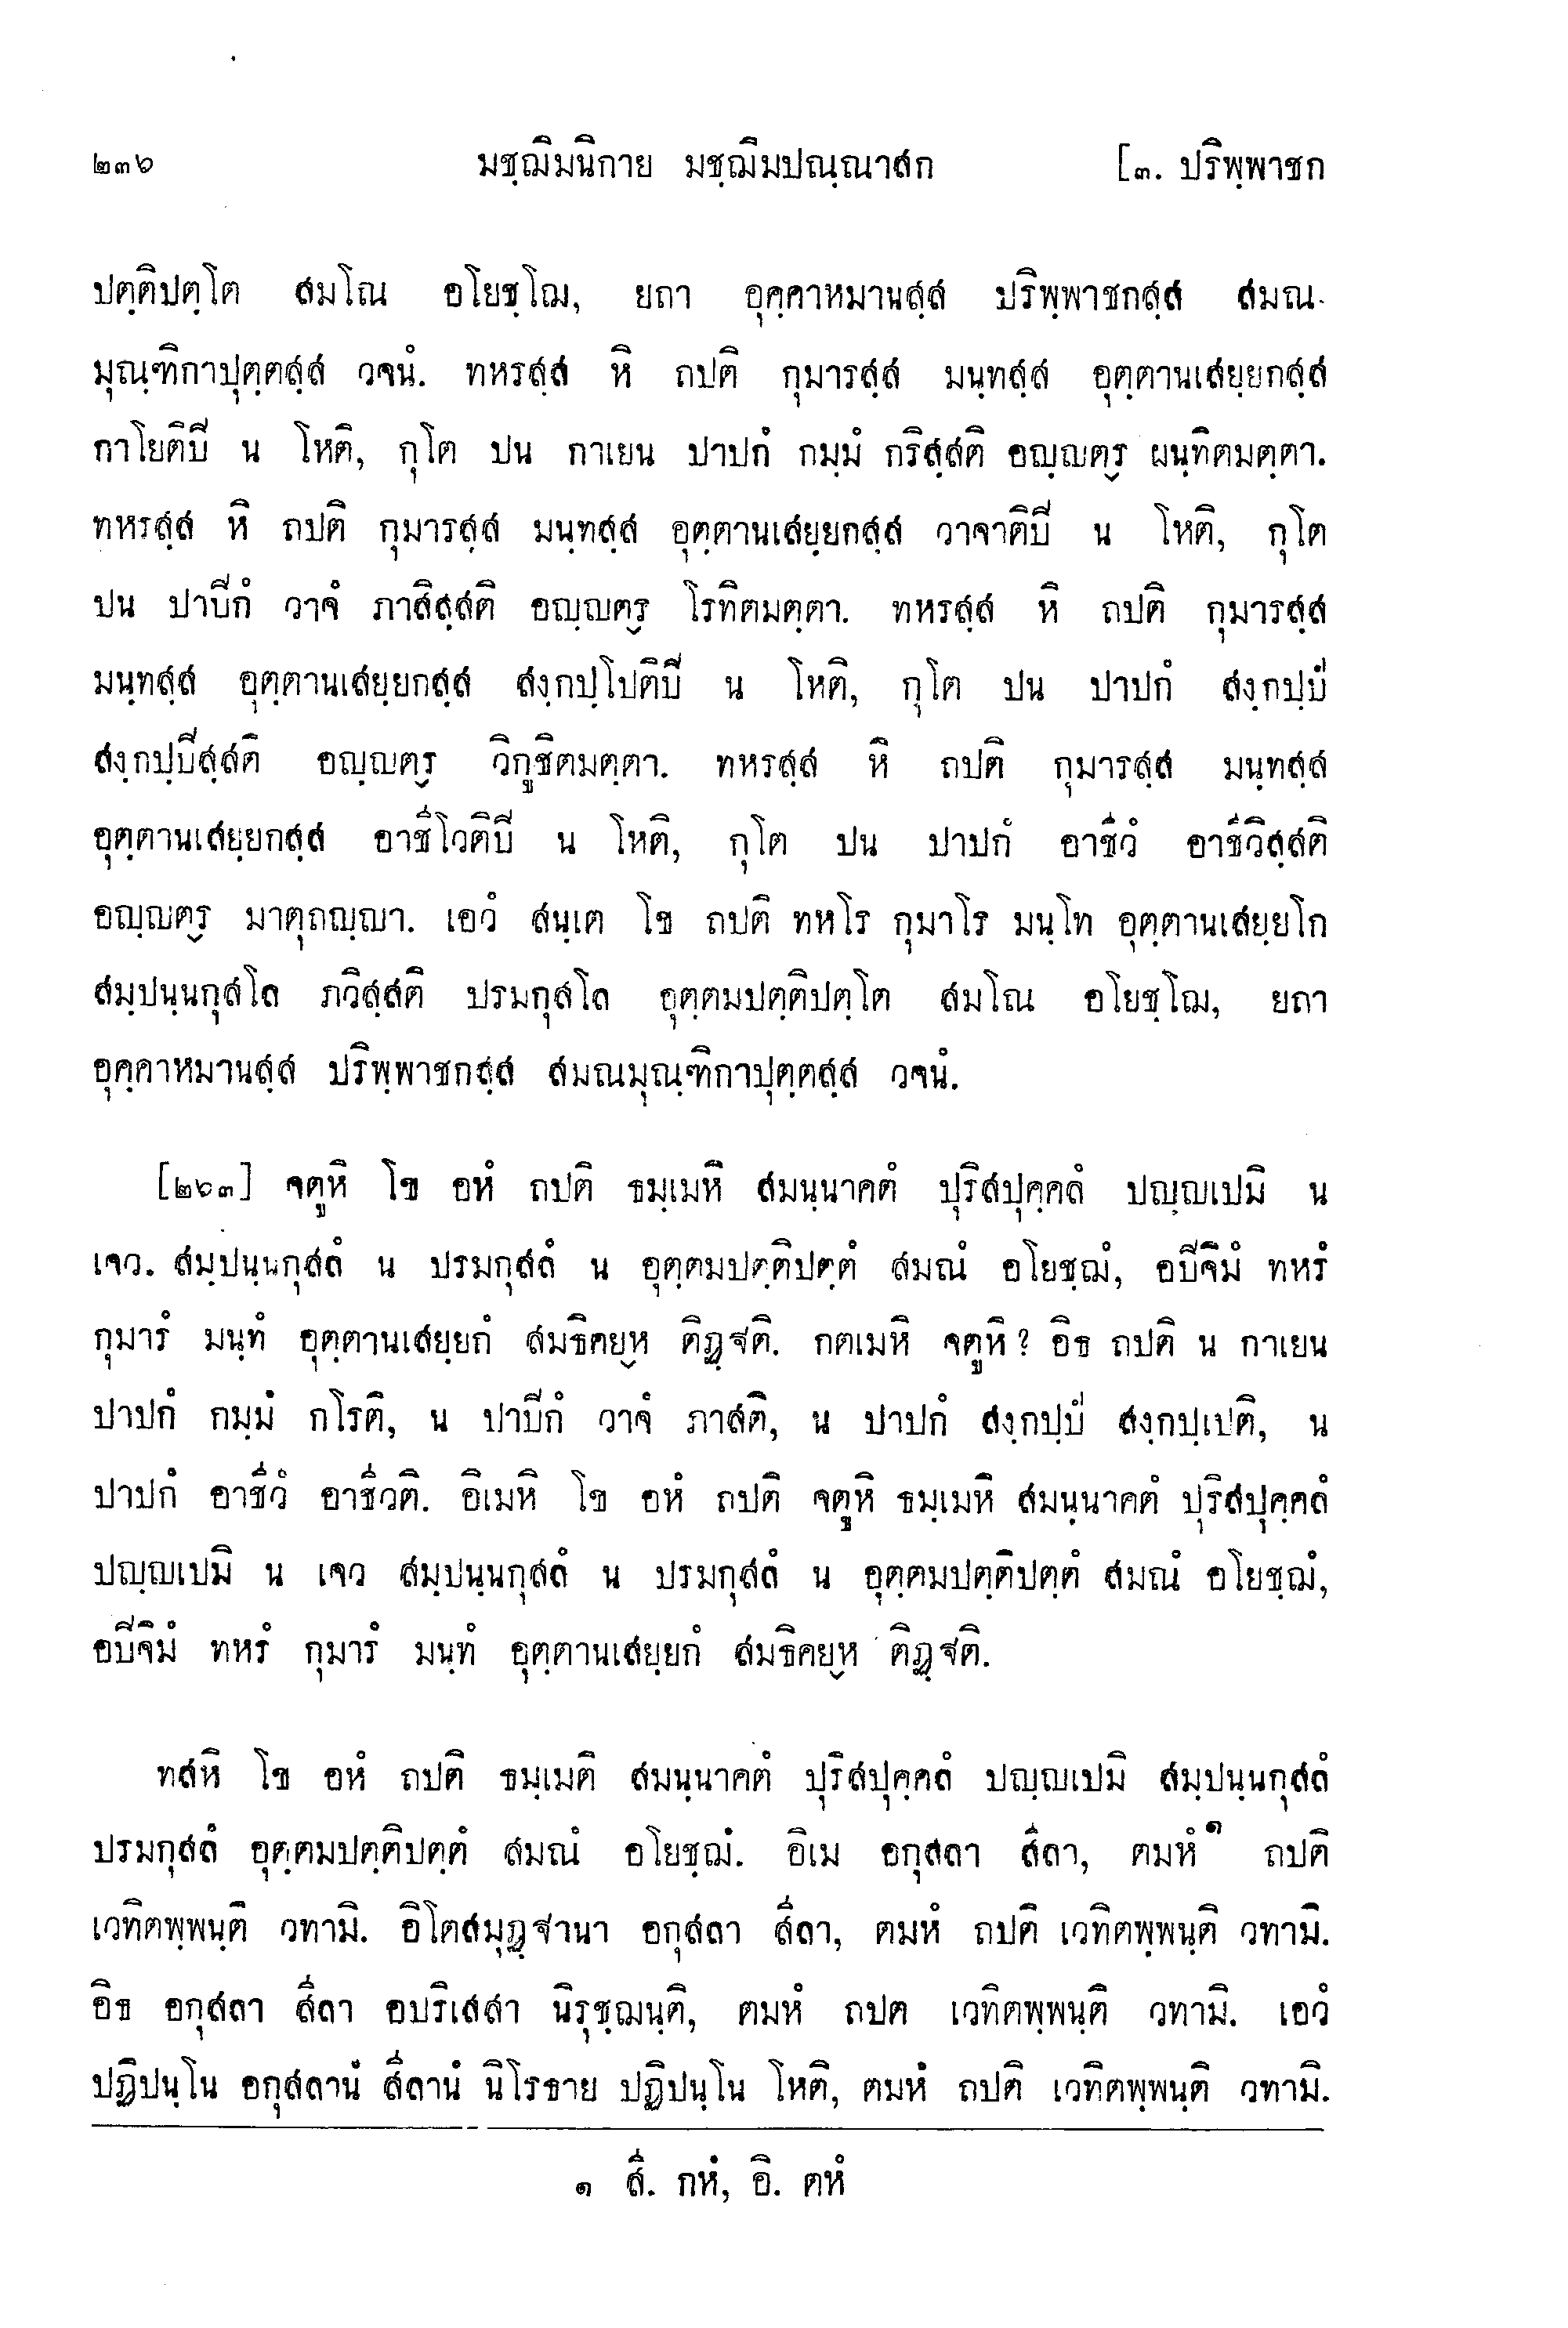 ๒๓๖ มชฺฌิมนิกาย มชฺฌิมปณฺณาสก [๓. ปริพฺพาชก
ปตฺติปตฺโต สมโณ อโยชฺโฌ, ยถา อุคฺคาหมานสฺส ปริพฺพาชกสฺส สมณ-
มุณฺฑิกาปุตฺตสฺส วจนํ. ทหรสฺส หิ ถปติ กุมารสฺส มนฺทสฺส อุตฺตานเสยฺยกสฺส
กาโยติปี น โหติ, กุโต ปน กาเยน ปาปกํ กมฺมํ กริสฺสติ อญฺญตฺร ผนฺทิตมตฺตา.
ทหรสฺส หิ ถปติ กุมารสฺส มนฺทสฺส อุตฺตานเสยฺยกสฺส วาจาติปี น โหติ, กุโต
ปน ปาปิกํ วาจํ ภาสิสฺสติ อญฺญตฺร โรทิตมตฺตา. ทหรสฺส หิ ถปติ กุมารสฺส
มนฺทสฺส อุตฺตานเสยฺยกสฺส สงฺกปฺโปติปี น โหติ, กุโต ปน ปาปกํ สงฺกปฺปํ
สงฺกปฺปิสฺสติ อญฺญตฺร วิกูชิตมตฺตา. ทหรสฺส หิ ถปติ กุมารสฺส มนฺทสฺส
อุตฺตานเสยฺยกสฺส อาชีโวติปี น โหติ, กุโต ปน ปาปกํ อาชีวํ อาชีวิสฺสติ
อญฺญตฺร มาตุถญฺญา. เอวํ สนฺเต โข ถปติ ทหโร กุมาโร มนฺโท อุตฺตานเสยฺยโก
สมฺปนฺนกุสโล ภวิสฺสติ ปรมกุสโล อุตฺตมปตฺติปตฺโต สมโณ อโยชฺโฌ, ยถา
อุคฺคาหมานสฺส ปริพฺพาชกสฺส สมณมุณฺฑิกาปุตฺตสฺส วจนํ.
[๒๖๓] จตูหิ โข อหํ ถปติ ธมฺเมหิ สมนฺนาคตํ ปุริสปุคฺคลํ ปญฺญเปมิ น
เจว. สมฺปนฺนกุสลํ น ปรมกุสลํ น อุตฺตมปตฺติปตฺตํ สมณํ อโยชฺฌํ, อปิจิมํ ทหรํ
กุมารํ มนฺทํ อุตฺตานเสยฺยกํ สมธิคยฺห ติฏฺฐติ. กตเมหิ จตูหิ? อิธ ถปติ น กาเยน
ปาปกํ กมฺมํ กโรติ, น ปาปิกํ วาจํ ภาสติ, น ปาปกํ สงฺกปฺปํ สงฺกปฺเปติ, น
ปาปกํ อาชีวํ อาชีวติ. อิเมหิ โข อหํ ถปติ จตูหิ ธมฺเมหิ สมนฺนาคตํ ปุริสปุคฺคลํ
ปญฺญเปมิ น เจว สมฺปนฺนกุสลํ น ปรมกุสลํ น อุตฺตมปตฺติปตฺตํ สมณํ อโยชฺฌํ,
อปิจิมํ ทหรํ กุมารํ มนฺทํ อุตฺตานเสยฺยกํ สมธิคยฺห ติฏฺฐติ.
ทสหิ โข อหํ ถปติ ธมฺเมติ สมนฺนาคตํ ปุริสปุคฺคลํ ปญฺญเปมิ สมฺปนฺนกุสลํ
ปรมกุสลํ อุตฺตมปตฺติปตฺตํ สมณํ อโยชฺฌํ. อิเม อกุสลา สีลา, ตมหํ๑ ถปติ
เวทิตพฺพนฺติ วทามิ. อิโตสมุฏฺฐานา อกุสลา สีลา, ตมหํ ถปติ เวทิตพฺพนฺติ วทามิ.
อิธ อกุสลา สีลา อปริเสสา นิรุชฺฌนฺติ, ตมหํ ถปต เวทิตพฺพนฺติ วทามิ. เอวํ
ปฏิปนฺโน อกุสลานํ สีลานํ นิโรธาย ปฏิปนฺโน โหติ, ตมหํ ถปติ เวทิตพฺพนฺติ วทามิ.
๑ สี. กหํ, อิ. ตหํ